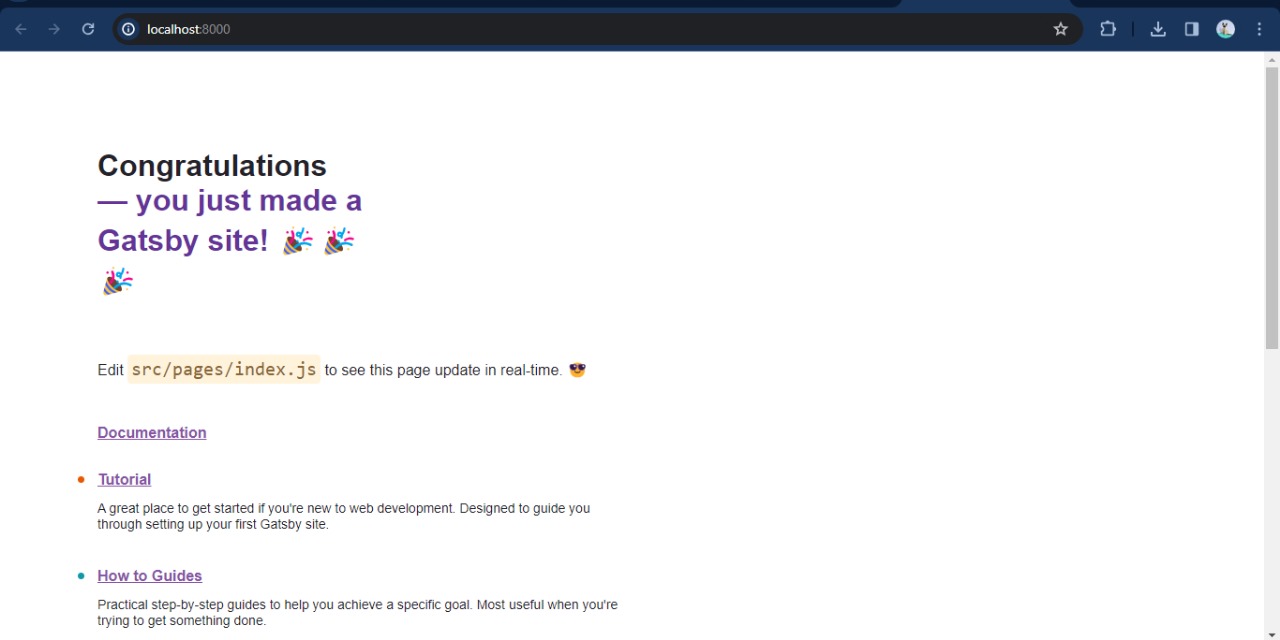 localhost:8000
Congratulations
— you just made a
Gatsby site! 🎉 🎉
🎉
Edit src/pages/index.js to see this page update in real-time. 😎
Documentation
Tutorial
A great place to get started if you're new to web development. Designed to guide you
through setting up your first Gatsby site.
How to Guides
Practical step-by-step guides to help you achieve a specific goal. Most useful when you're
trying to get something done.